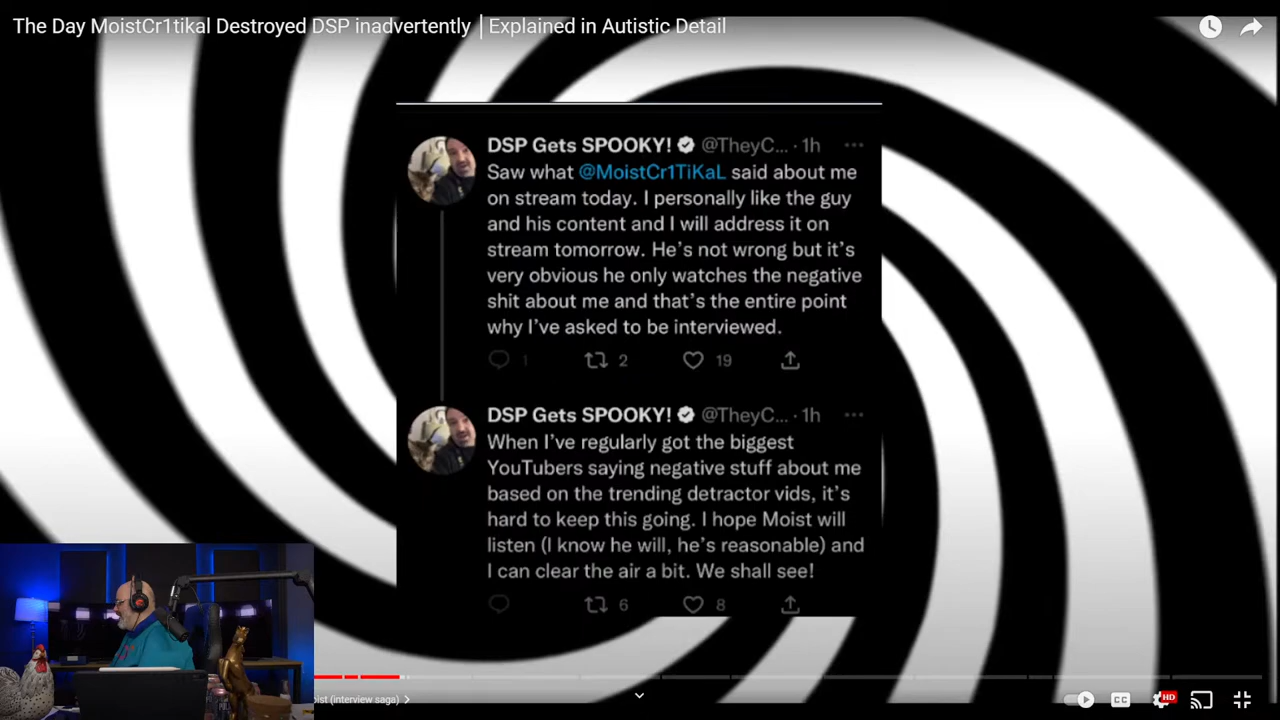 The Day MoistCr1tikal Destroyed DSP inadvertently | Explained in Autistic Detail
DSP Gets SPOOKY! @TheyC... · 1h
Saw what @MoistCr1TiKaL said about me
on stream today. I personally like the guy
and his content and I will address it on
stream tomorrow. He's not wrong but it's
very obvious he only watches the negative
shit about me and that's the entire point
why I've asked to be interviewed.
1 2 19
DSP Gets SPOOKY! @TheyC... · 1h
When I've regularly got the biggest
YouTubers saying negative stuff about me
based on the trending detractor vids, it's
hard to keep this going. I hope Moist will
listen (I know he will, he's reasonable) and
I can clear the air a bit. We shall see!
6 8
oist (interview saga)
CC HD